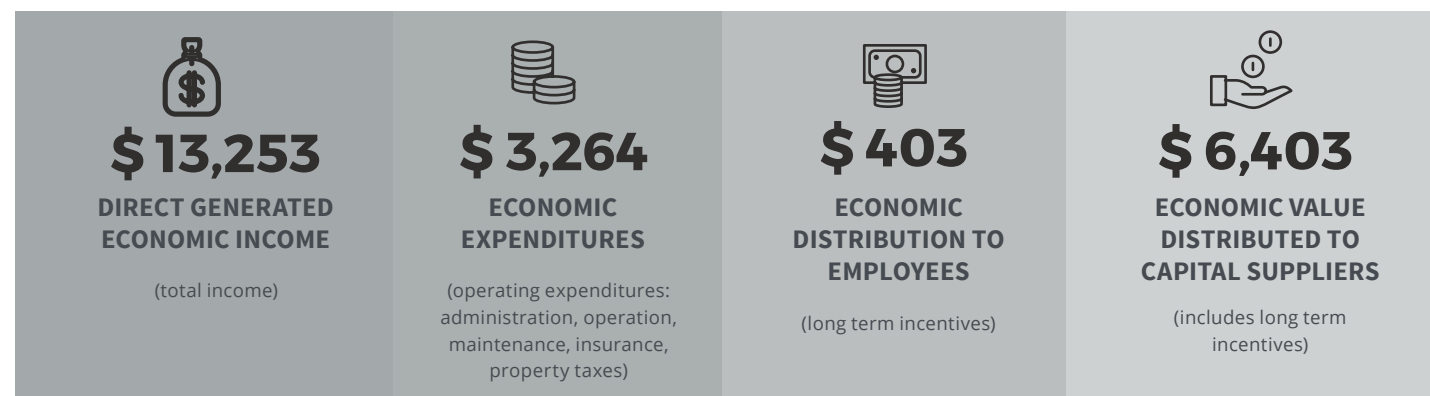 $ 13,253
DIRECT GENERATED
ECONOMIC INCOME
(total income)
$ 3,264
ECONOMIC
EXPENDITURES
(operating expenditures:
administration, operation,
maintenance, insurance,
property taxes)
$ 403
ECONOMIC
DISTRIBUTION TO
EMPLOYEES
(long term incentives)
$ 6,403
ECONOMIC VALUE
DISTRIBUTED TO
CAPITAL SUPPLIERS
(includes long term
incentives)